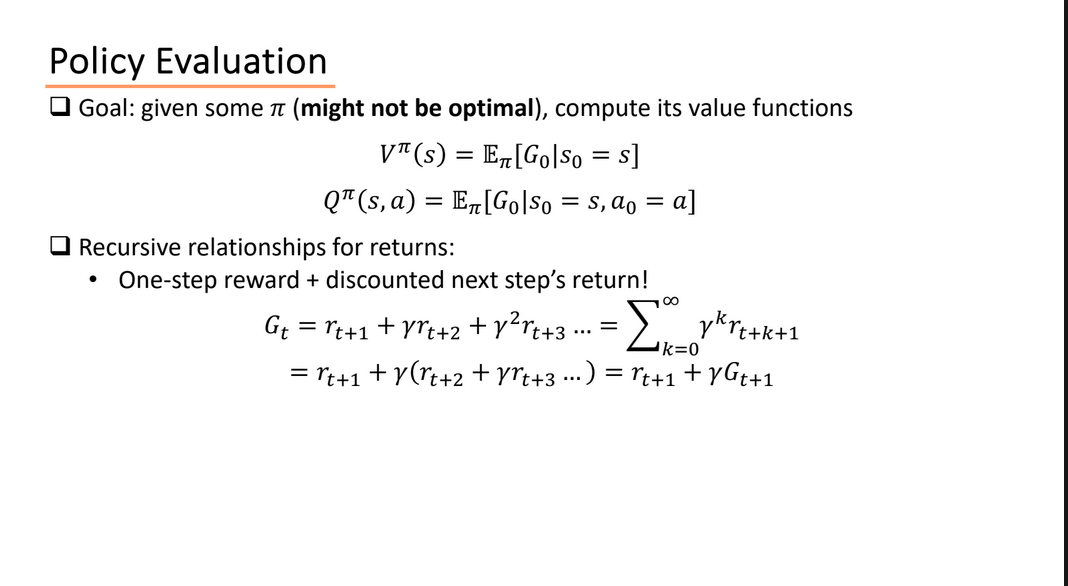 Policy Evaluation
❑ Goal: given some π (might not be optimal), compute its value functions
V^π(s) = 𝔼_π[G_0|s_0 = s]
Q^π(s, a) = 𝔼_π[G_0|s_0 = s, a_0 = a]
❑ Recursive relationships for returns:
• One-step reward + discounted next step's return!
G_t = r_{t+1} + γr_{t+2} + γ^2r_{t+3} … = ∑_{k=0}^{∞} γ^k r_{t+k+1}
= r_{t+1} + γ(r_{t+2} + γr_{t+3} … ) = r_{t+1} + γG_{t+1}